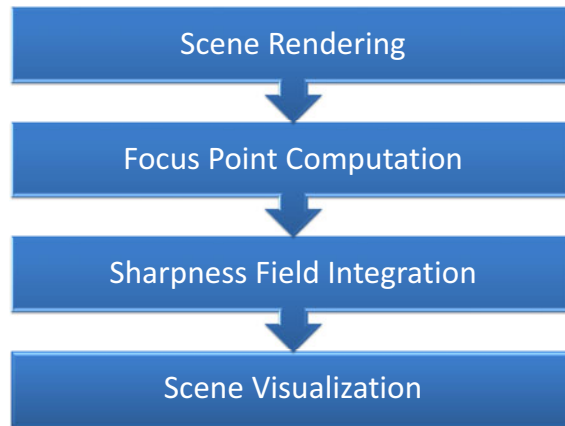 Scene Rendering
Focus Point Computation
Sharpness Field Integration
Scene Visualization